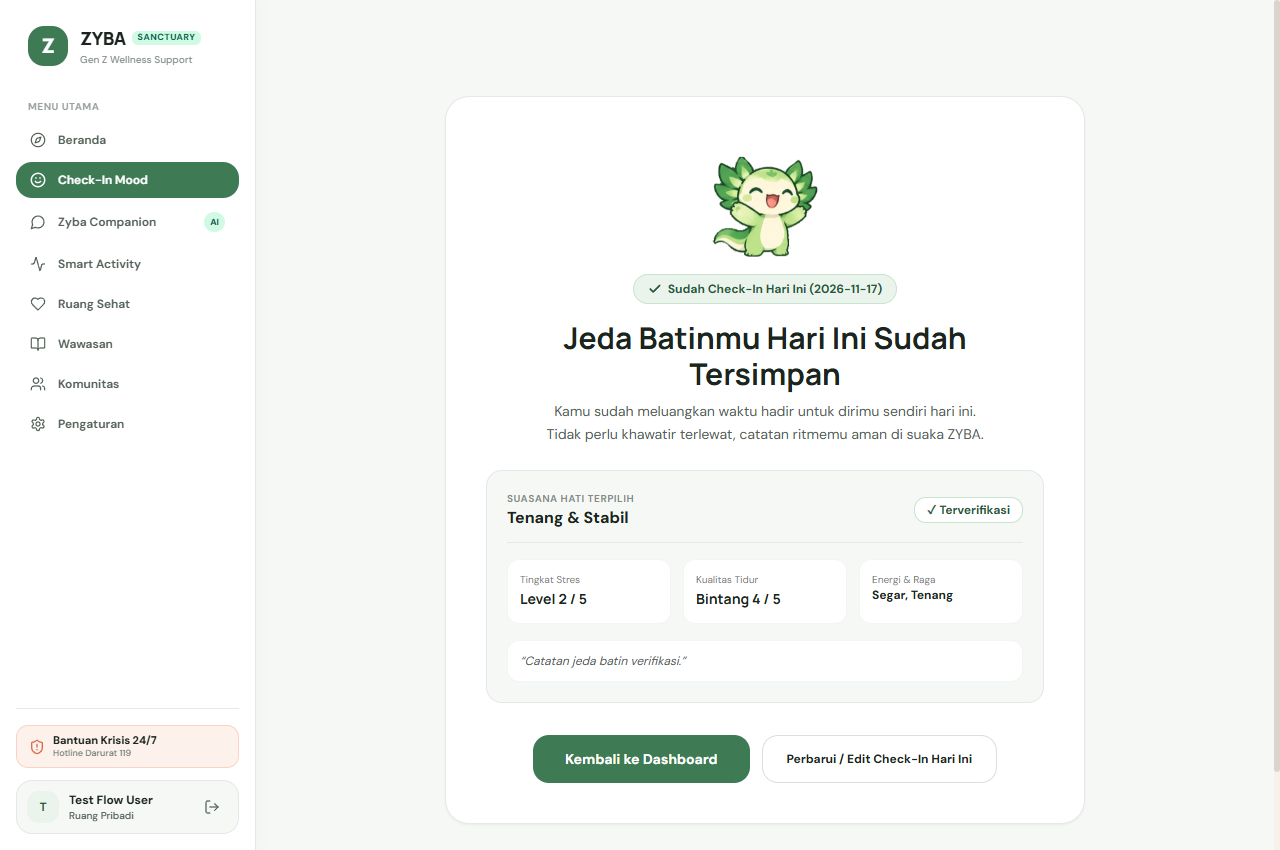 Z
ZYBA
SANCTUARY
Gen Z Wellness Support
MENU UTAMA
Beranda
Check-In Mood
Zyba Companion
AI
Smart Activity
Ruang Sehat
Wawasan
Komunitas
Pengaturan
Bantuan Krisis 24/7
Hotline Darurat 119
T
Test Flow User
Ruang Pribadi
Sudah Check-In Hari Ini (2026-11-17)
Jeda Batinmu Hari Ini Sudah
Tersimpan
Kamu sudah meluangkan waktu hadir untuk dirimu sendiri hari ini.
Tidak perlu khawatir terlewat, catatan ritmemu aman di suaka ZYBA.
SUASANA HATI TERPILIH
Tenang & Stabil
✓ Terverifikasi
Tingkat Stres
Level 2 / 5
Kualitas Tidur
Bintang 4 / 5
Energi & Raga
Segar, Tenang
“Catatan jeda batin verifikasi.”
Kembali ke Dashboard
Perbarui / Edit Check-In Hari Ini